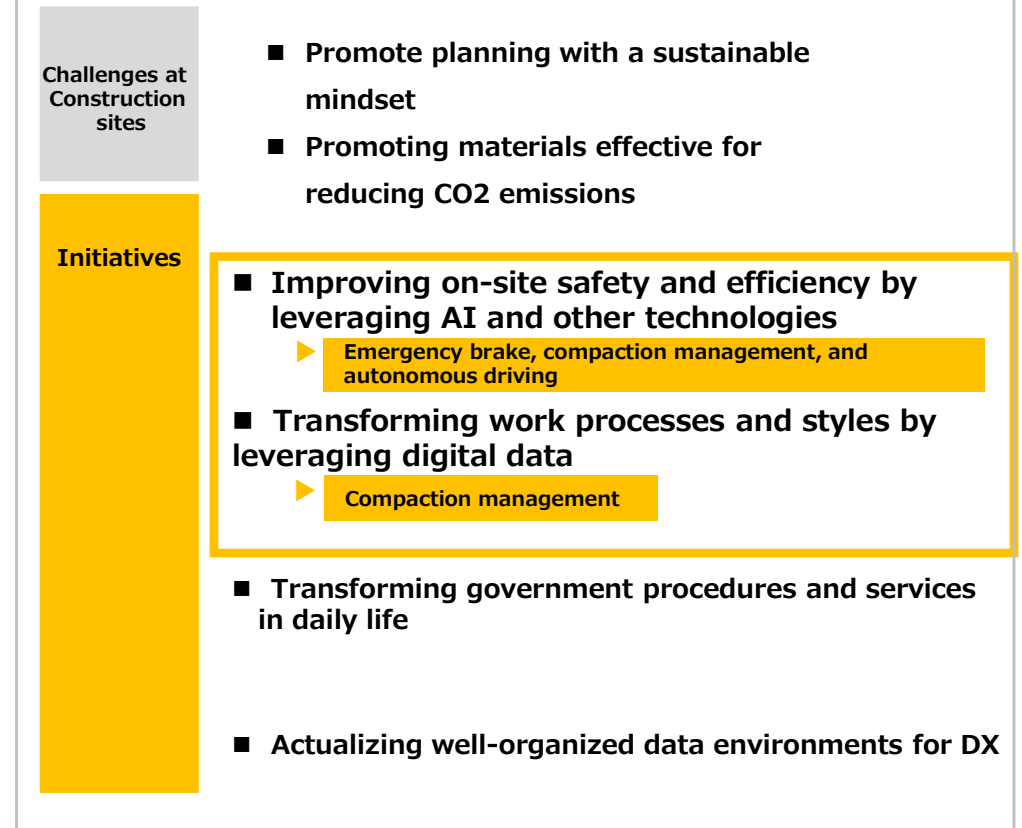 Challenges at
Construction
sites
■ Promote planning with a sustainable
mindset
■ Promoting materials effective for
reducing CO2 emissions
Initiatives
■ Improving on-site safety and efficiency by
leveraging AI and other technologies
Emergency brake, compaction management, and
autonomous driving
■ Transforming work processes and styles by
leveraging digital data
Compaction management
■ Transforming government procedures and services
in daily life
■ Actualizing well-organized data environments for DX